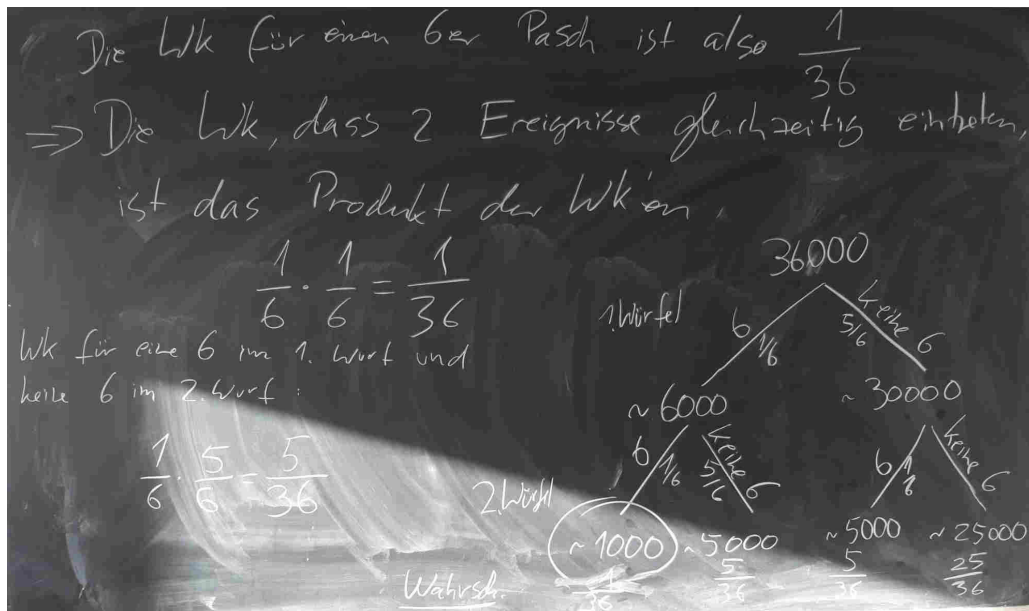 Die Wk für einen 6er Pasch ist also 1/36
=> Die Wk, dass 2 Ereignisse gleichzeitig eintreten,
ist das Produkt der Wk'en.
1/6 · 1/6 = 1/36
Wk für eine 6 im 1. Wurf und
keine 6 im 2. Wurf:
1/6 · 5/6 = 5/36
36000
1. Würfel
6 1/6 keine 6 5/6
~ 6000 ~ 30000
6 1/6 keine 6 5/6 6 1/6 keine 6
2. Würfel
~ 1000 ~ 5000 ~ 5000 ~ 25000
Wahrsch. 1/36 5/36 5/36 25/36